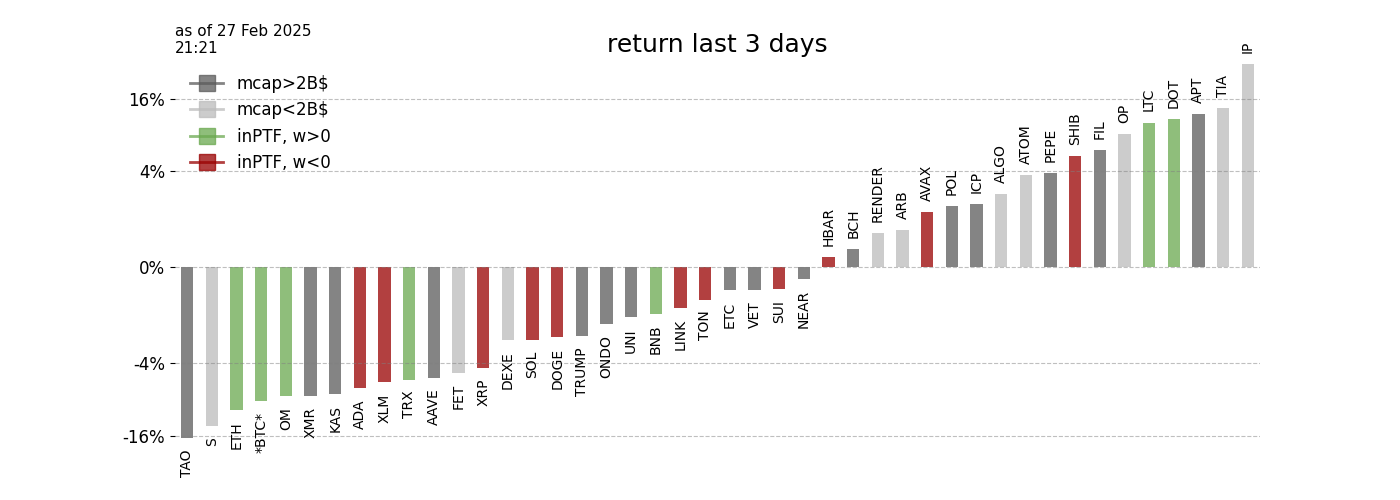 as of 27 Feb 2025
21:21
return last 3 days
mcap>2B$
mcap<2B$
inPTF, w>0
inPTF, w<0
16%
4%
0%
-4%
-16%
TAO
S
ETH
*BTC*
OM
XMR
KAS
ADA
XLM
TRX
AAVE
FET
XRP
DEXE
SOL
DOGE
TRUMP
ONDO
UNI
BNB
LINK
TON
ETC
VET
SUI
NEAR
HBAR
BCH
RENDER
ARB
AVAX
POL
ICP
ALGO
ATOM
PEPE
SHIB
FIL
OP
LTC
DOT
APT
TIA
IP